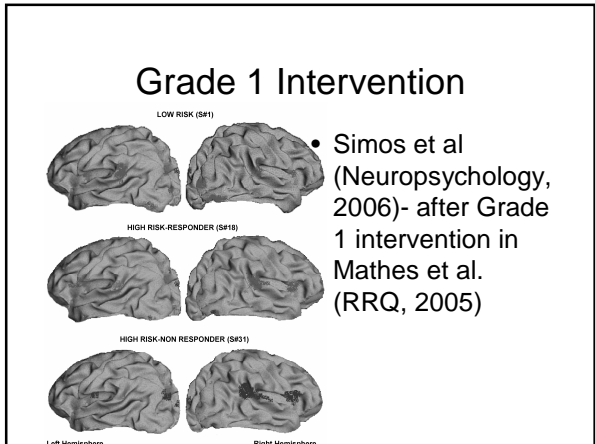 Grade 1 Intervention
LOW RISK (S#1)
• Simos et al
(Neuropsychology,
2006)- after Grade
1 intervention in
Mathes et al.
(RRQ, 2005)
HIGH RISK-RESPONDER (S#18)
HIGH RISK-NON RESPONDER (S#31)
Left Hemisphere
Right Hemisphere